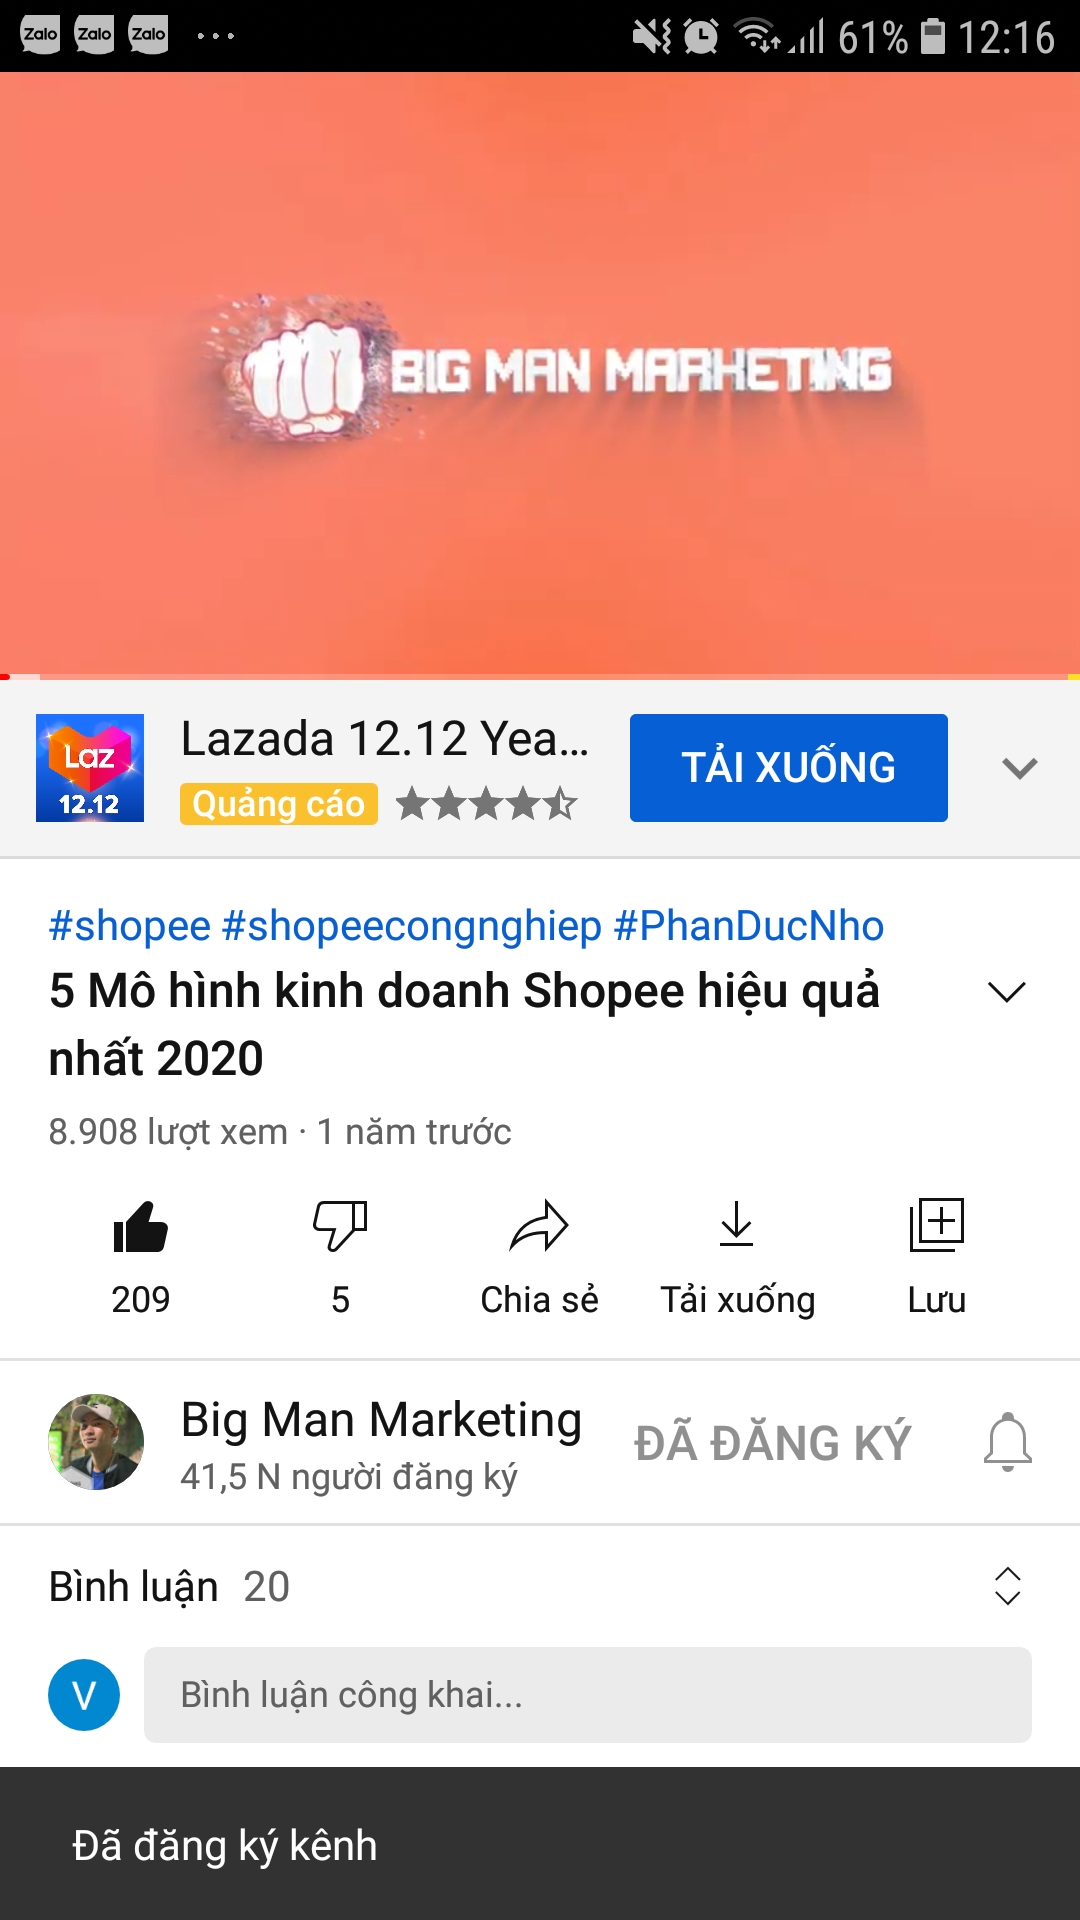 Zalo Zalo Zalo ... 61% 12:16
BIG MAN MARKETING
Laz
12.12
Lazada 12.12 Yea...
Quảng cáo
TẢI XUỐNG
#shopee #shopeecongnghiep #PhanDucNho
5 Mô hình kinh doanh Shopee hiệu quả
nhất 2020
8.908 lượt xem · 1 năm trước
209 5 Chia sẻ Tải xuống Lưu
Big Man Marketing
41,5 N người đăng ký
ĐÃ ĐĂNG KÝ
Bình luận 20
V
Bình luận công khai...
Đã đăng ký kênh